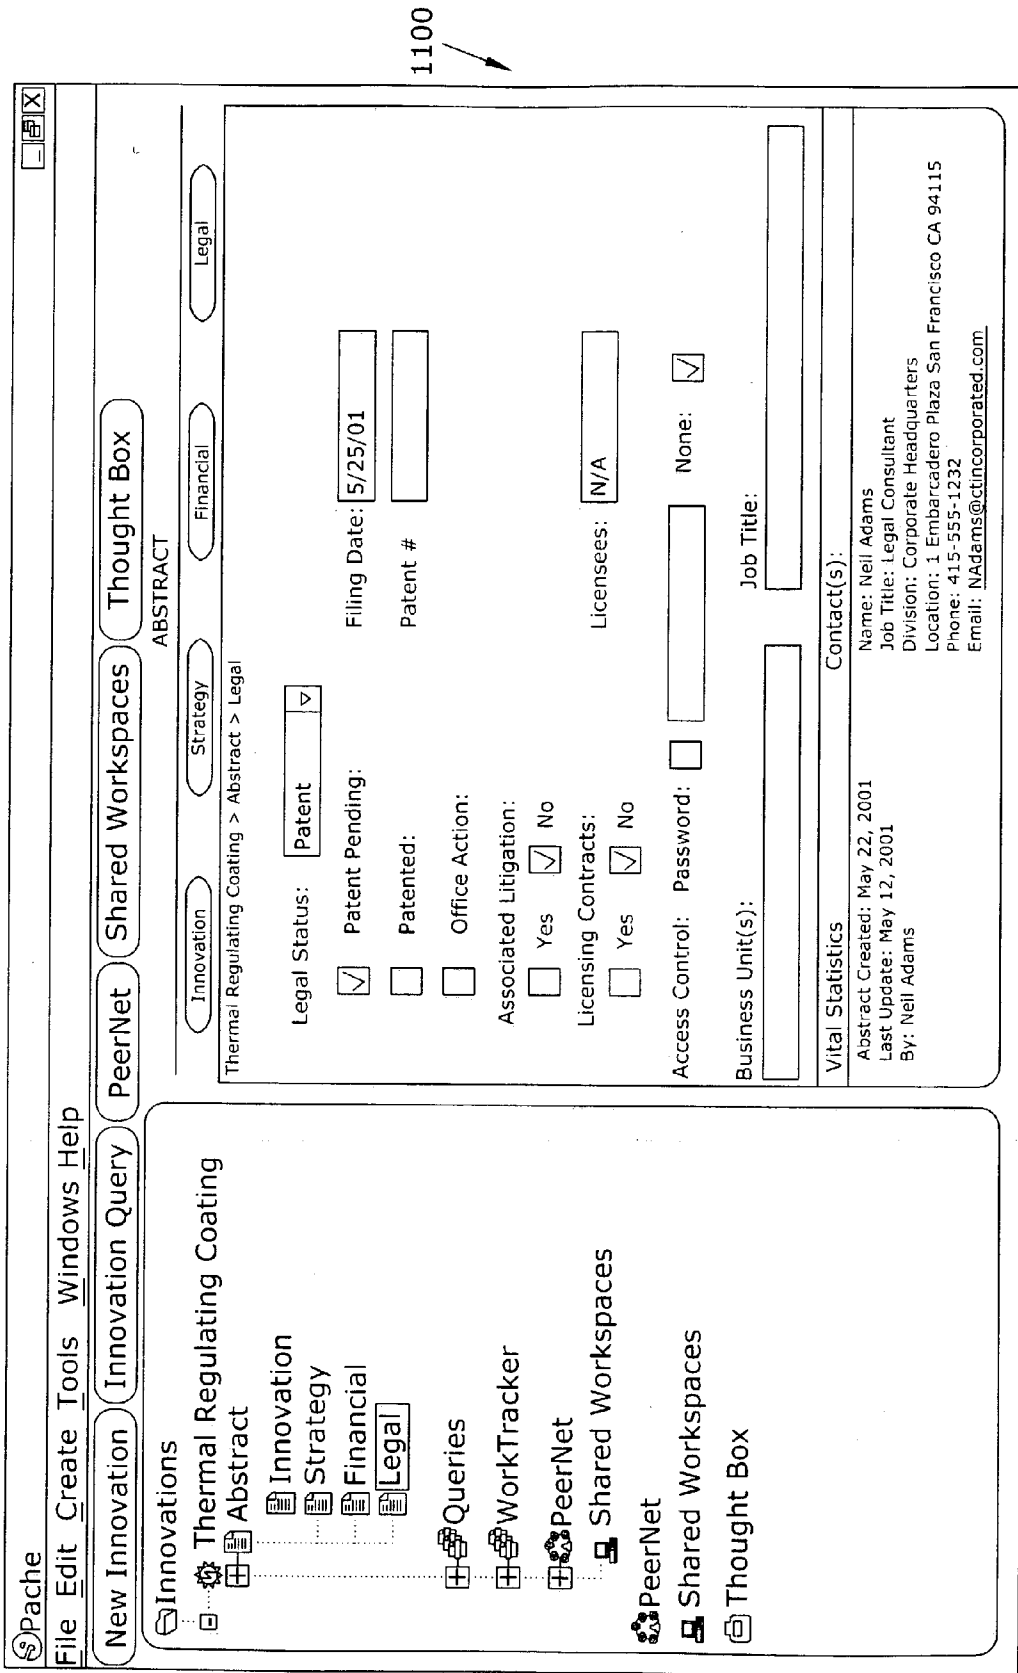 1100
Pache
File Edit Create Tools Windows Help
New Innovation Innovation Query PeerNet Shared Workspaces Thought Box
Innovations
Thermal Regulating Coating
Abstract
Innovation
Strategy
Financial
Legal
Queries
WorkTracker
PeerNet
Shared Workspaces
PeerNet
Shared Workspaces
Thought Box
ABSTRACT
Innovation Strategy Financial Legal
Thermal Regulating Coating > Abstract > Legal
Legal Status: Patent
Patent Pending: Filing Date: 5/25/01
Patented: Patent #
Office Action:
Associated Litigation:
Yes No
Licensing Contracts: Licensees: N/A
Yes No
Access Control: Password: None:
Business Unit(s): Job Title:
Vital Statistics Contact(s):
Abstract Created: May 22, 2001
Last Update: May 12, 2001
By: Neil Adams
Name: Neil Adams
Job Title: Legal Consultant
Division: Corporate Headquarters
Location: 1 Embarcadero Plaza San Francisco CA 94115
Phone: 415-555-1232
Email: NAdams@ctincorporated.com